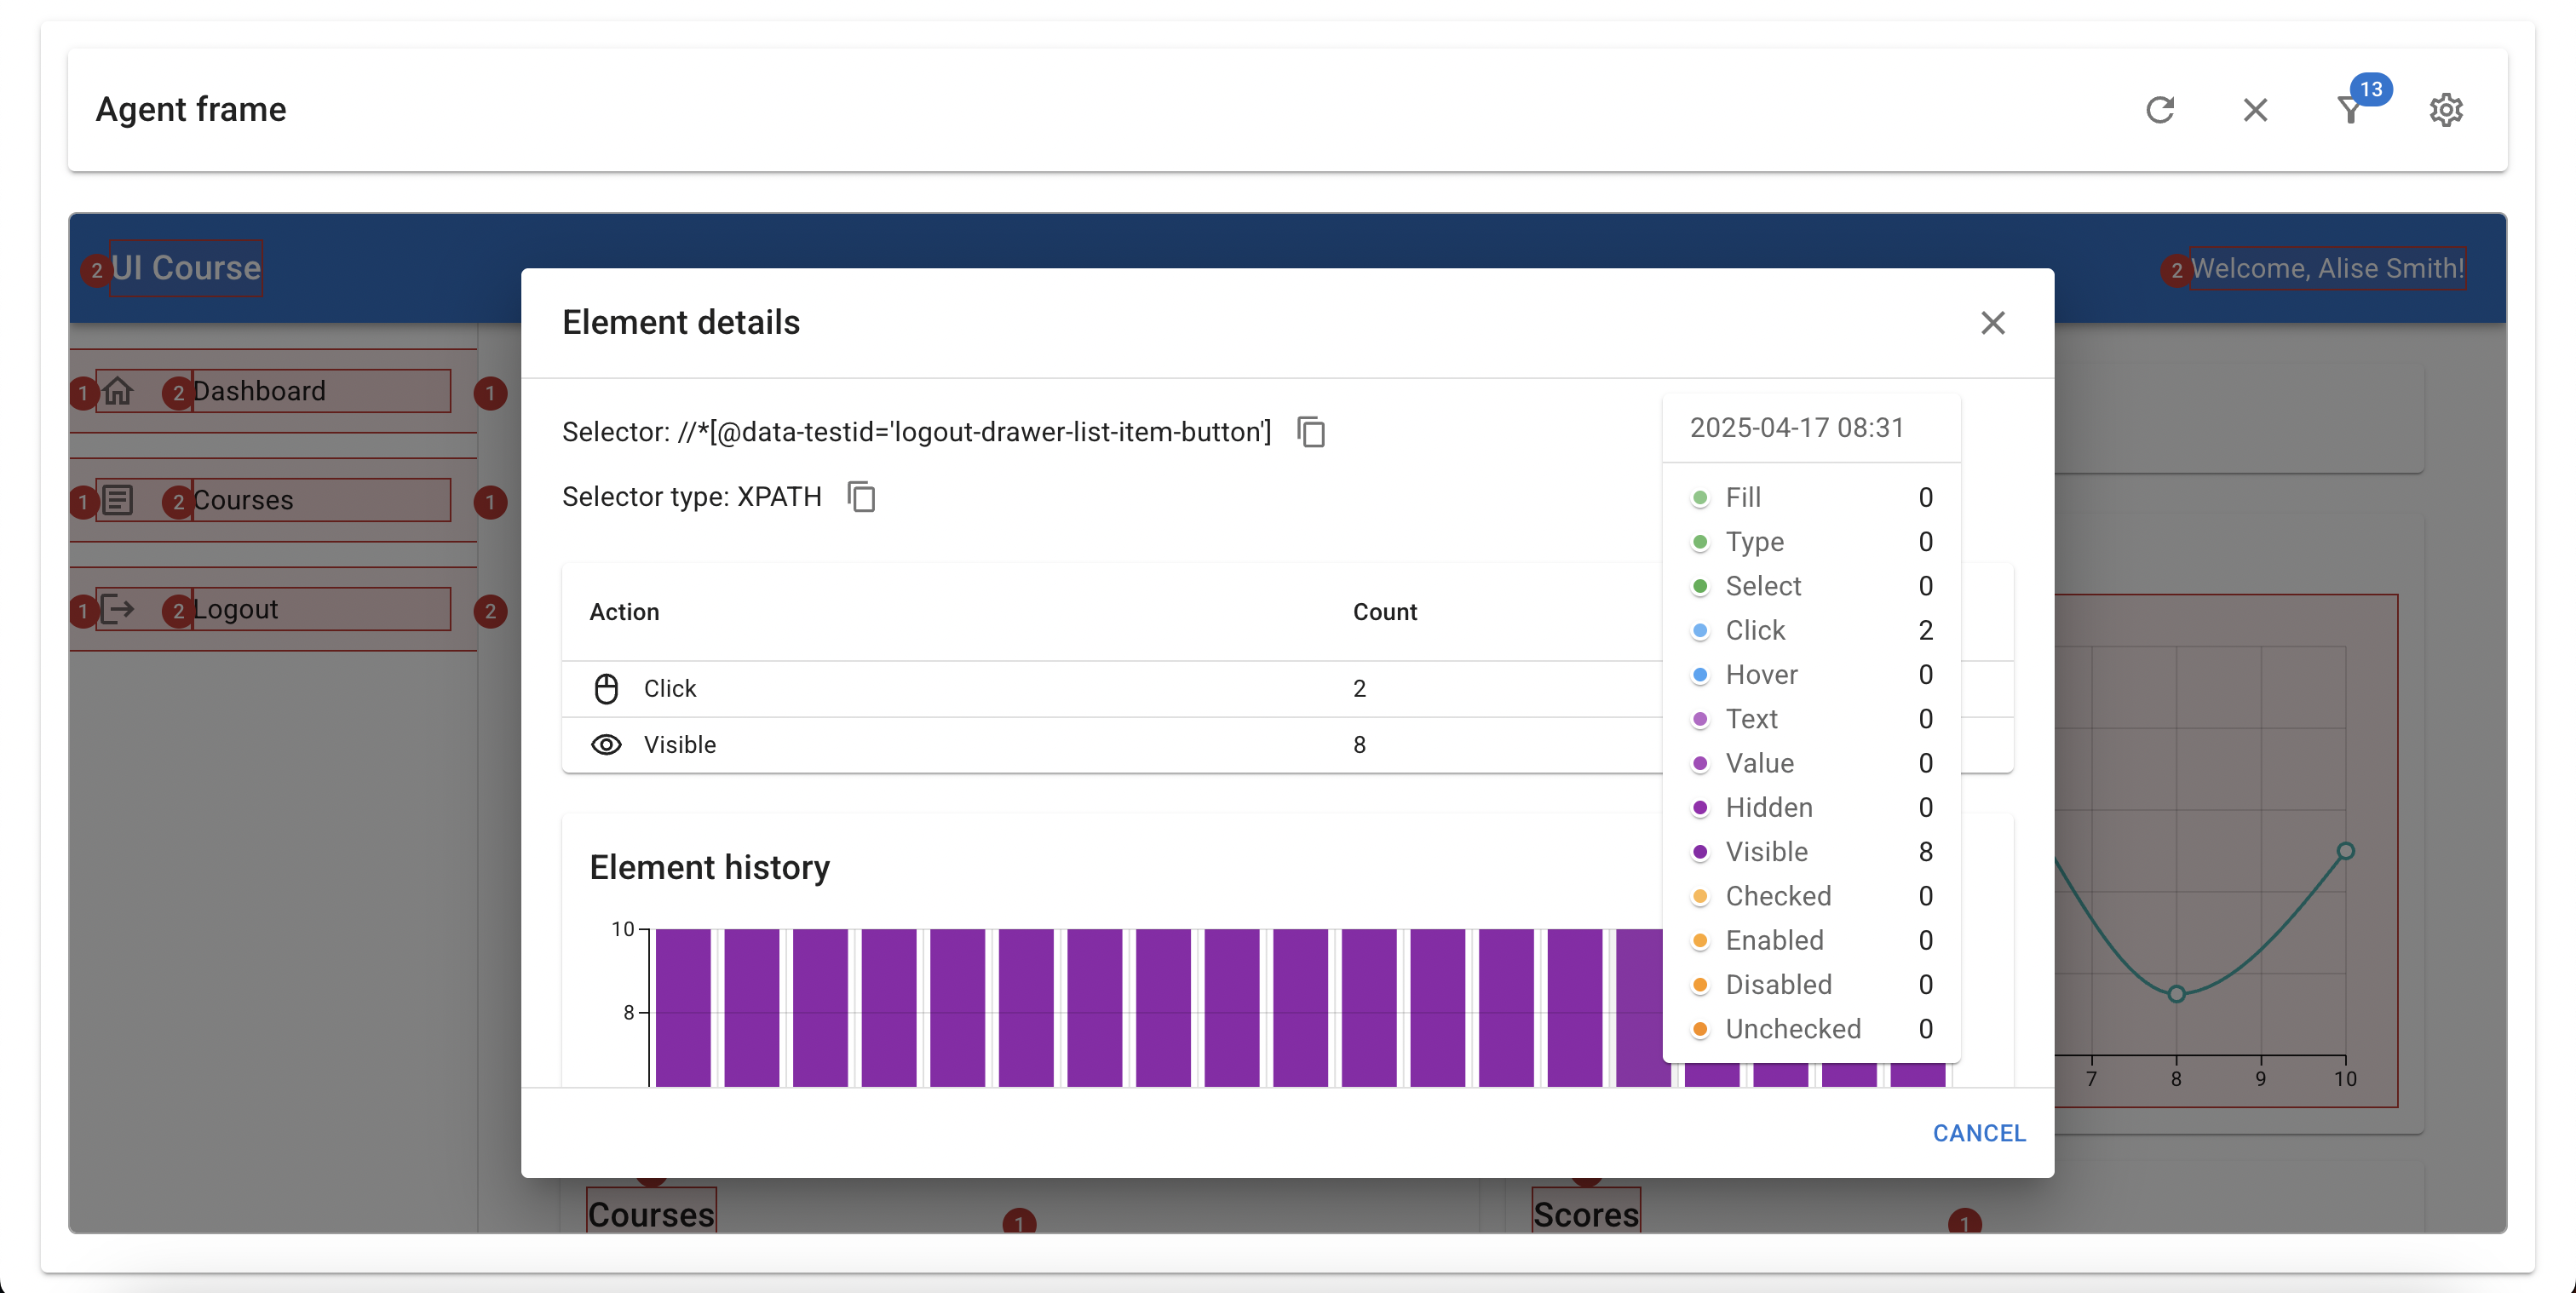 Agent frame
13
2 UI Course
2 Welcome, Alise Smith!
1 2 Dashboard 1
1 2 Courses 1
1 2 Logout 2
Element details
Selector: //*[@data-testid='logout-drawer-list-item-button']
Selector type: XPATH
Action Count
Click 2
Visible 8
Element history
10
8
2025-04-17 08:31
Fill 0
Type 0
Select 0
Click 2
Hover 0
Text 0
Value 0
Hidden 0
Visible 8
Checked 0
Enabled 0
Disabled 0
Unchecked 0
7 8 9 10
CANCEL
Courses 1
Scores 1